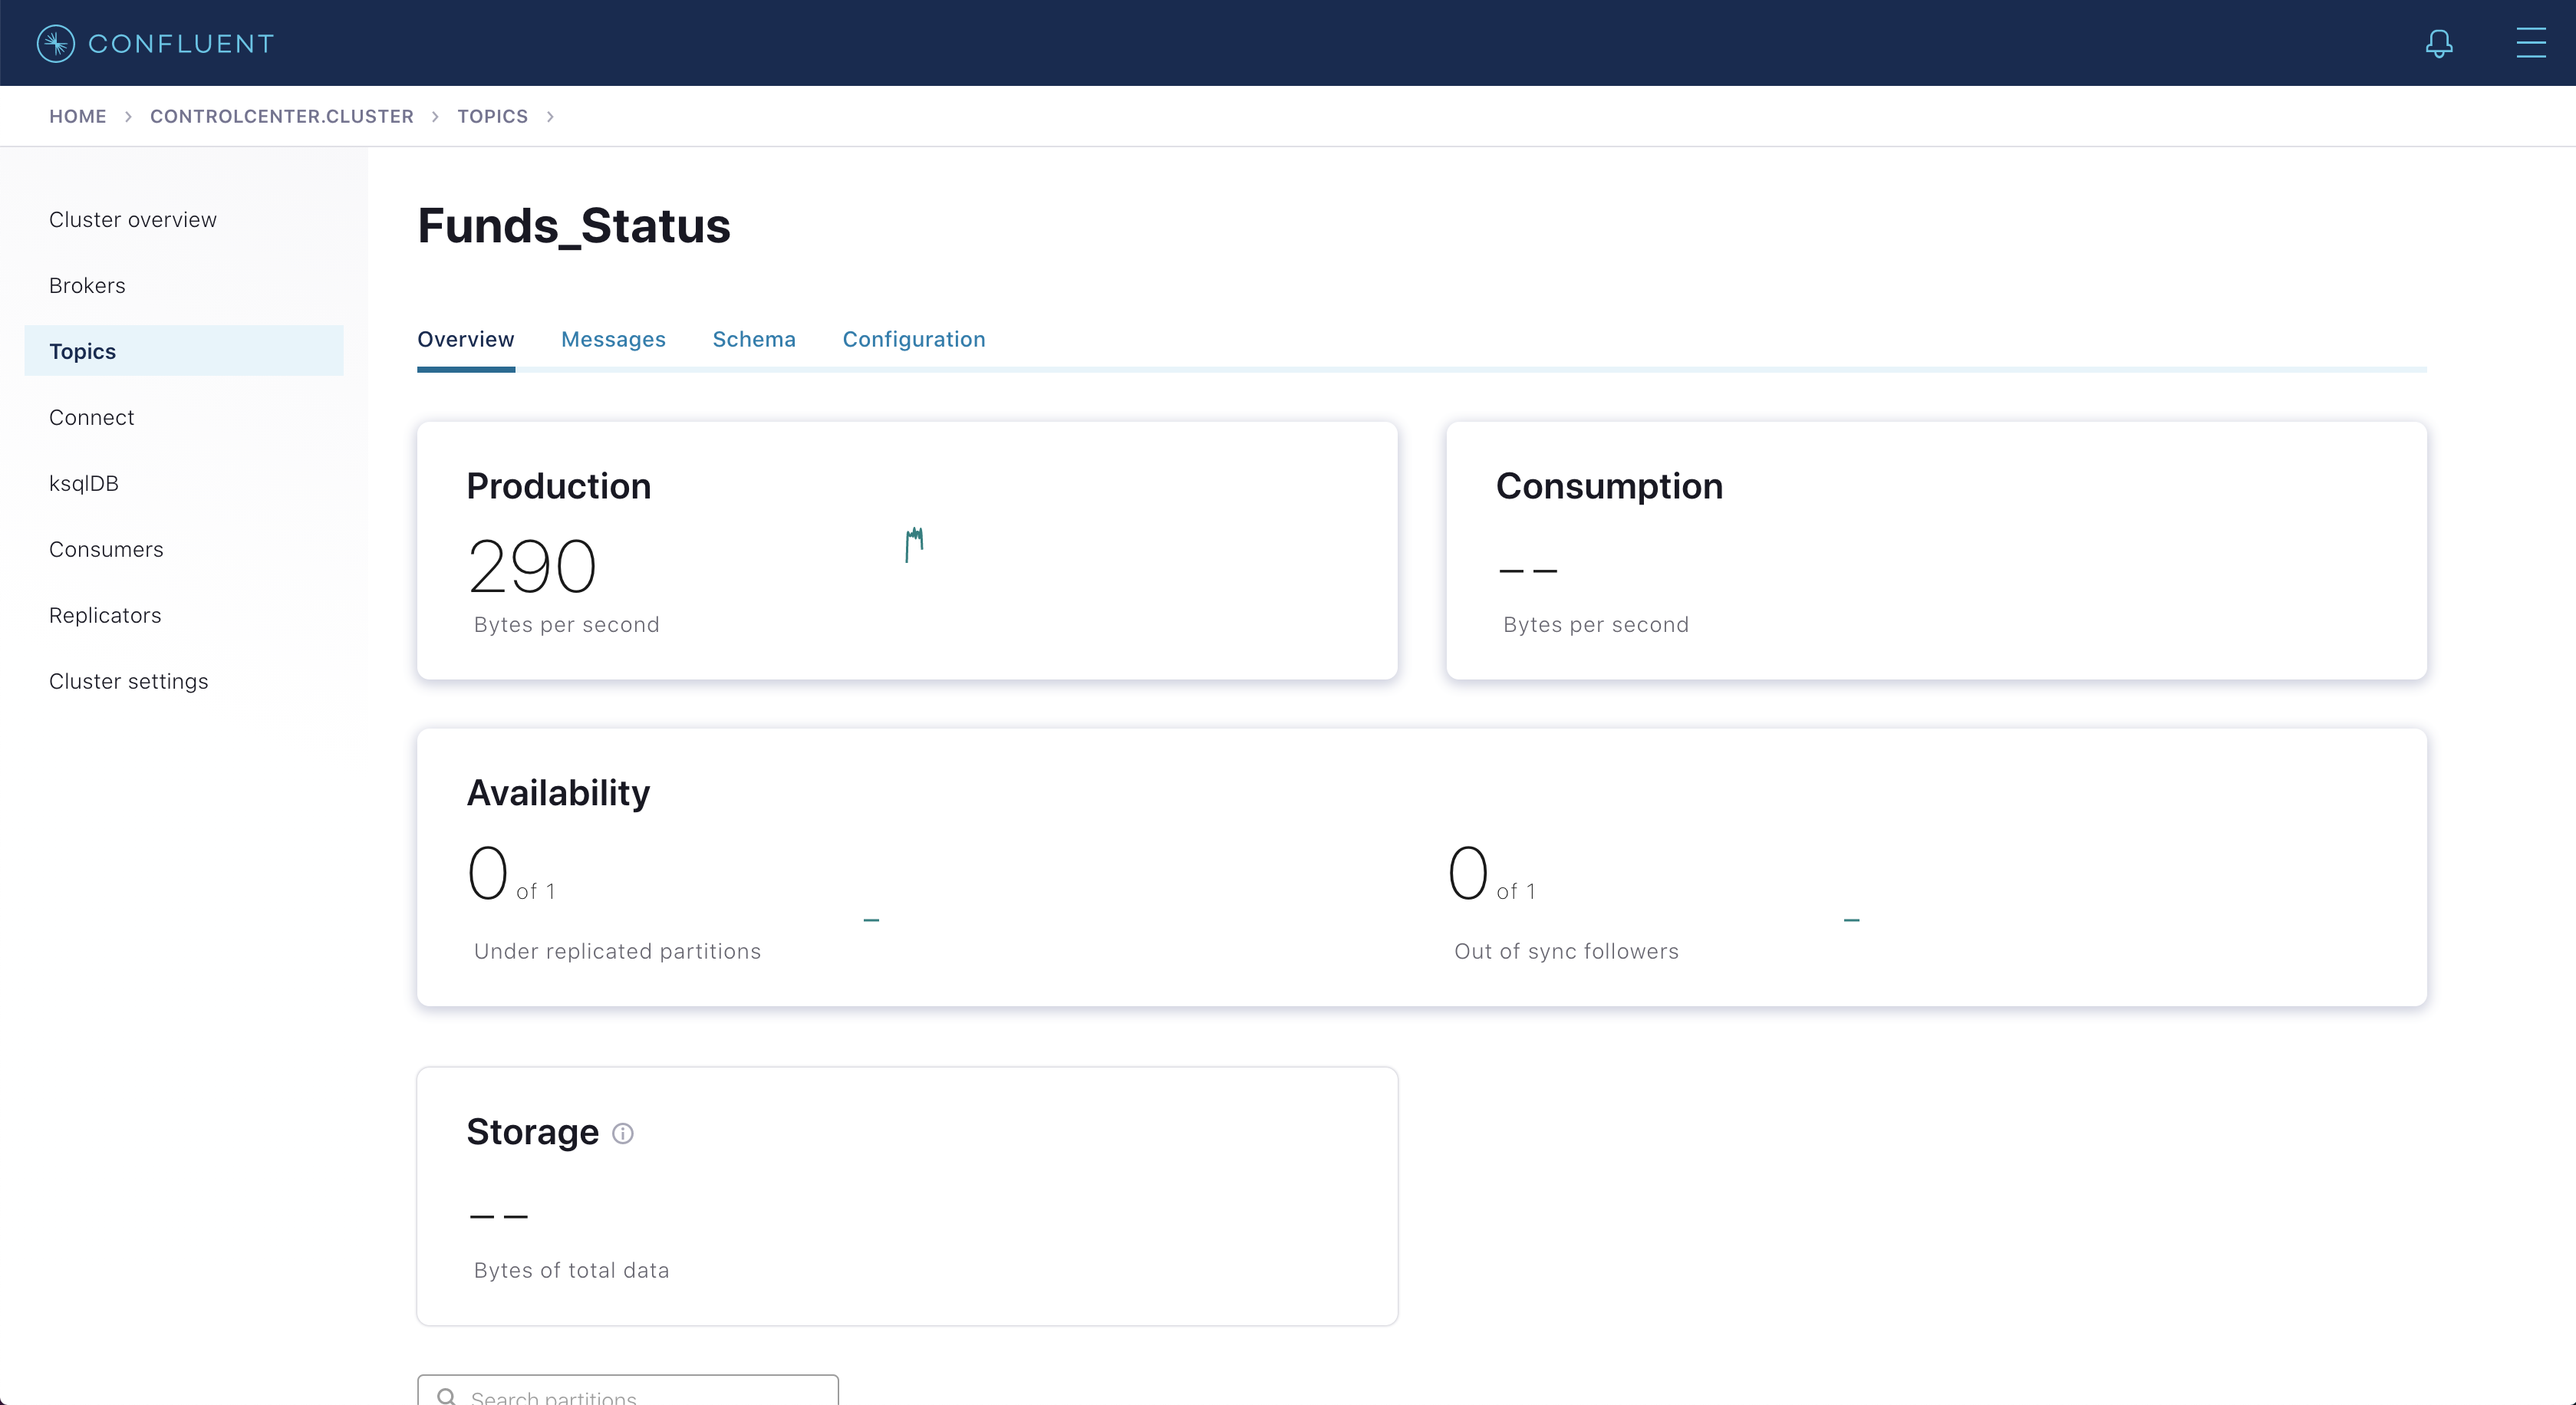 CONFLUENT
HOME > CONTROLCENTER.CLUSTER > TOPICS >
Cluster overview
Brokers
Topics
Connect
ksqlDB
Consumers
Replicators
Cluster settings
Funds_Status
Overview Messages Schema Configuration
Production
290
Bytes per second
Consumption
--
Bytes per second
Availability
0 of 1
Under replicated partitions
0 of 1
Out of sync followers
Storage
--
Bytes of total data
Search partitions